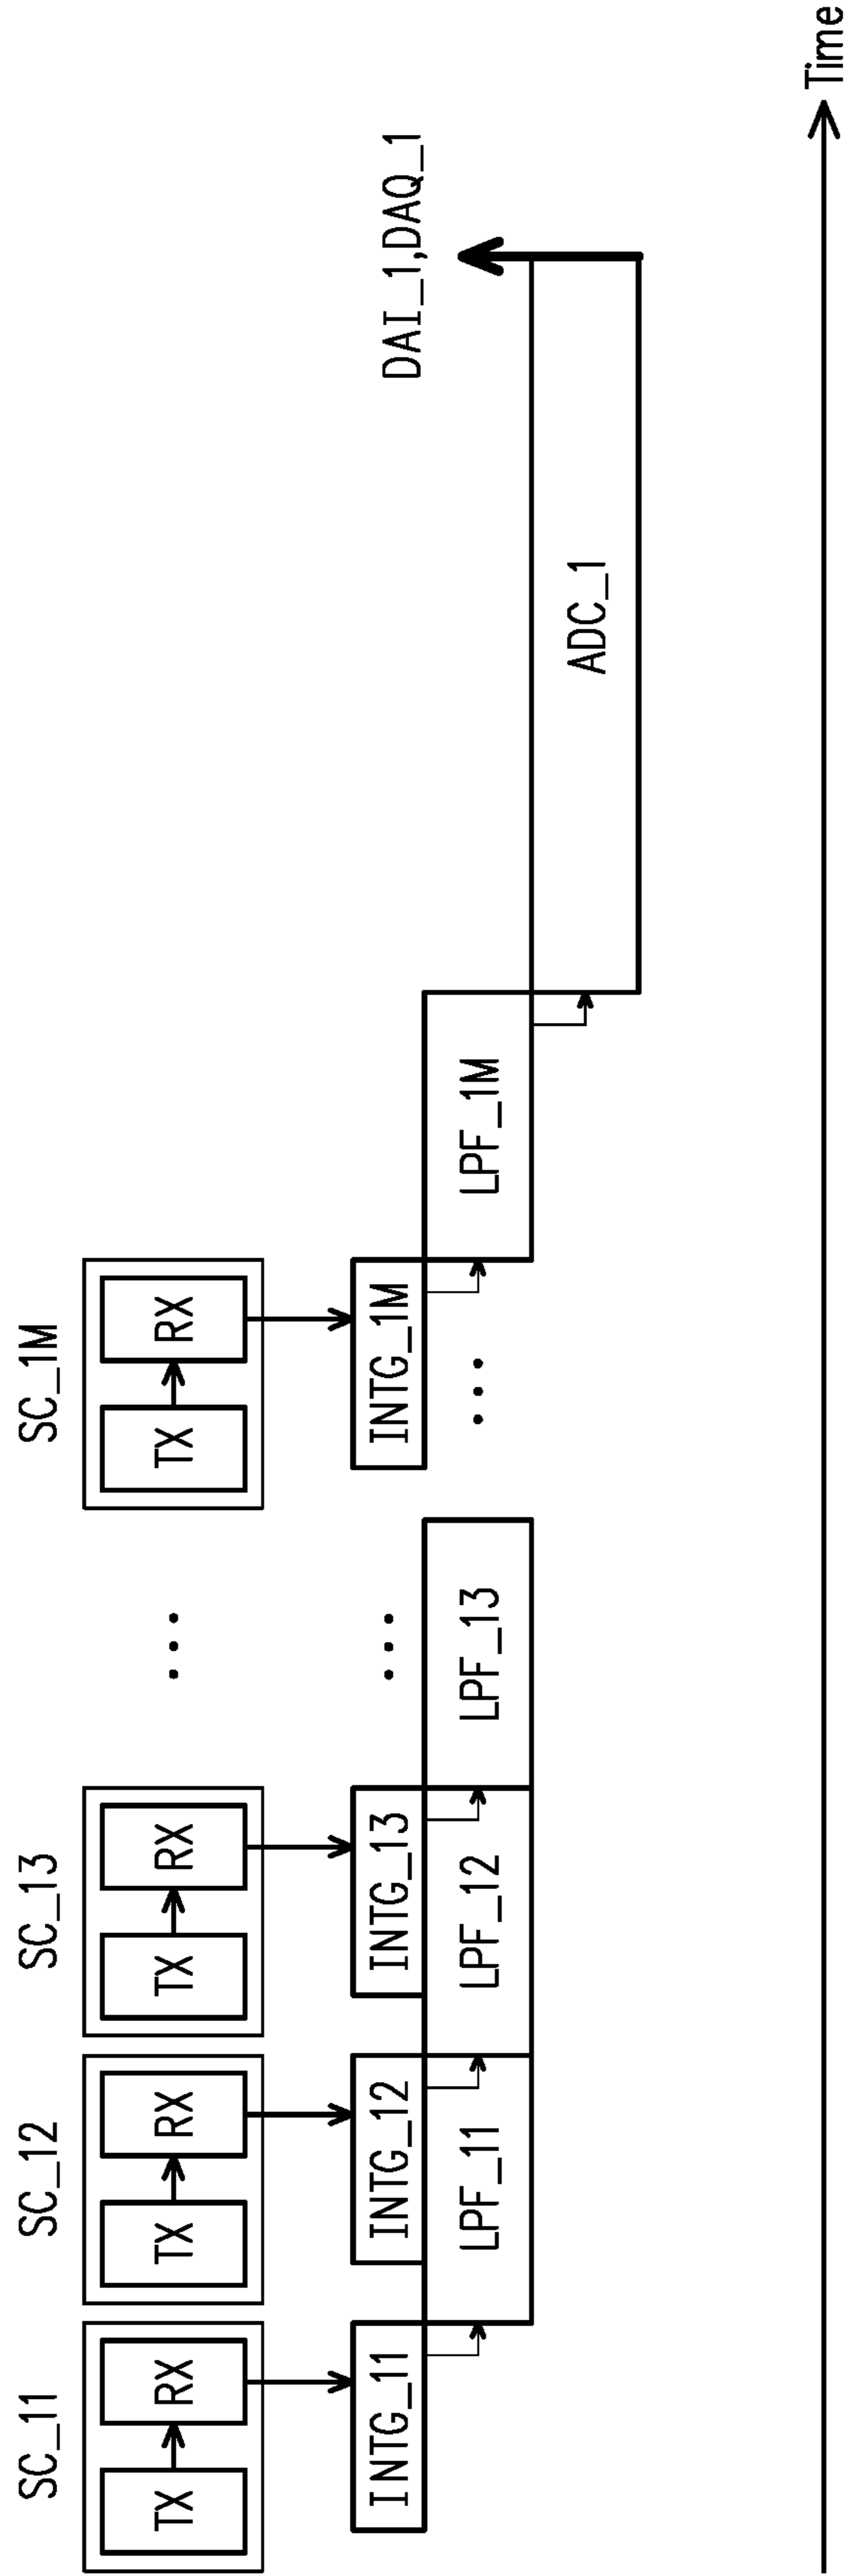 SC_11
SC_12
SC_13
SC_1M
TX
RX
TX
RX
TX
RX
...
TX
RX
INTG_11
INTG_12
INTG_13
...
INTG_1M
DAI_1,DAQ_1
LPF_11
LPF_12
LPF_13
...
LPF_1M
ADC_1
Time